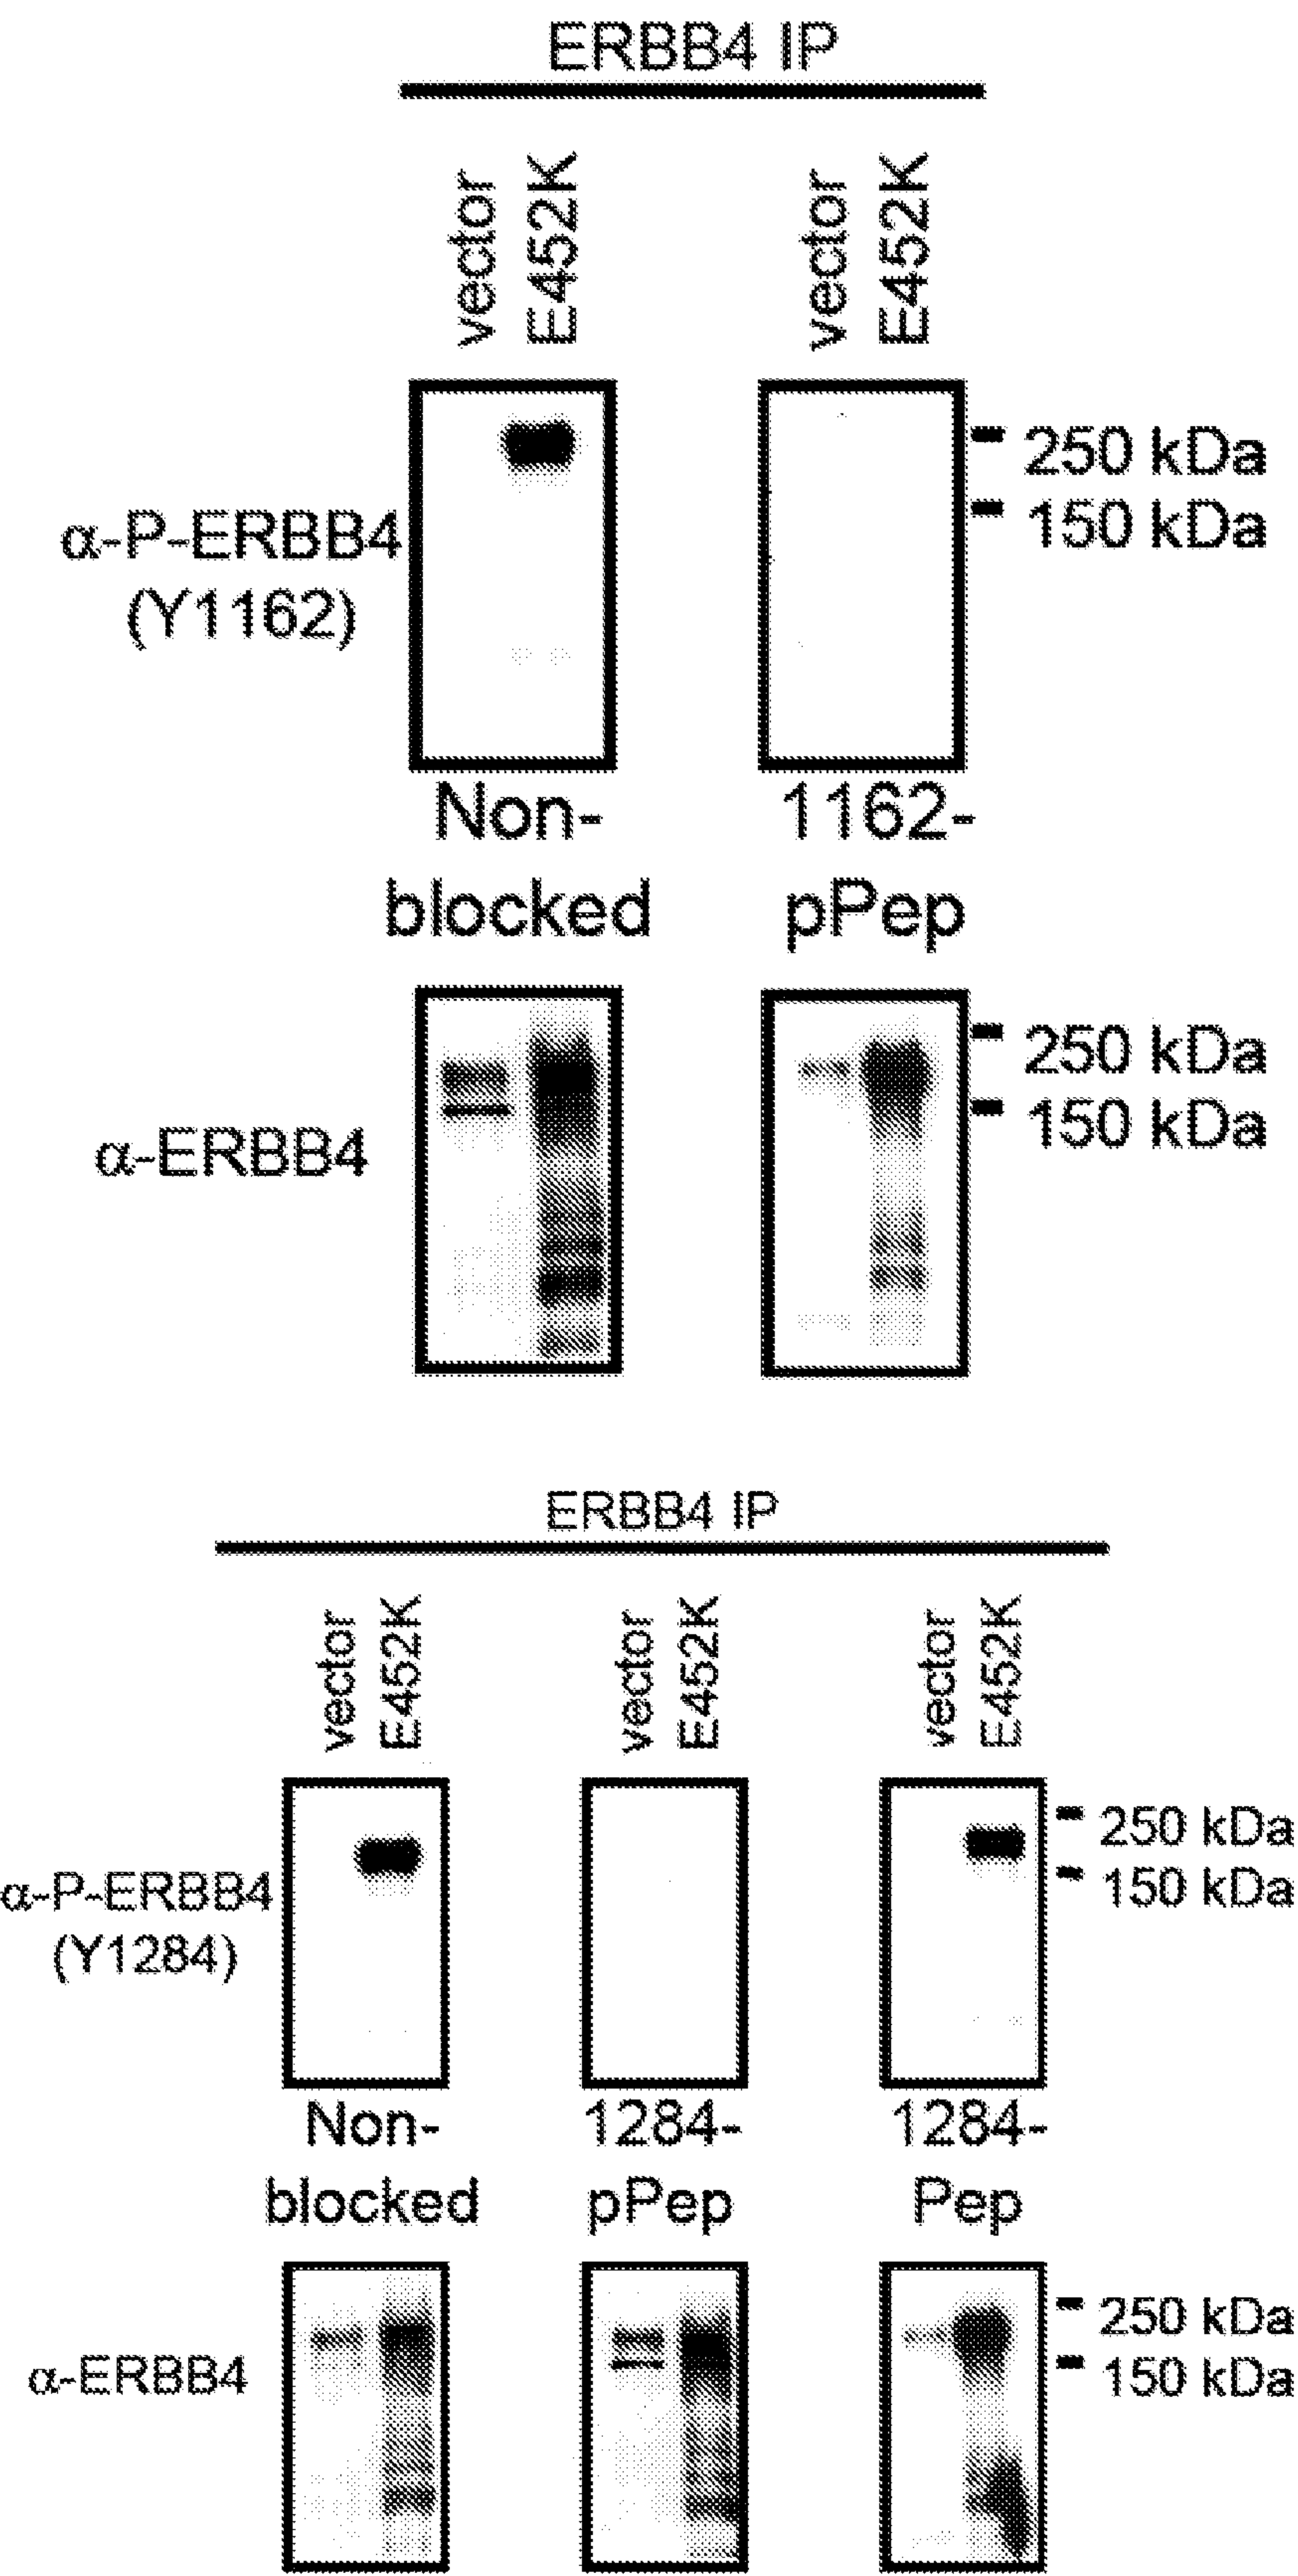 ERBB4 IP
vector E452K vector E452K
250 kDa
150 kDa
α-P-ERBB4
(Y1162)
Non-
blocked
1162-
pPep
250 kDa
150 kDa
α-ERBB4
ERBB4 IP
vector E452K vector E452K vector E452K
250 kDa
150 kDa
α-P-ERBB4
(Y1284)
Non-
blocked
1284-
pPep
1284-
Pep
250 kDa
150 kDa
α-ERBB4